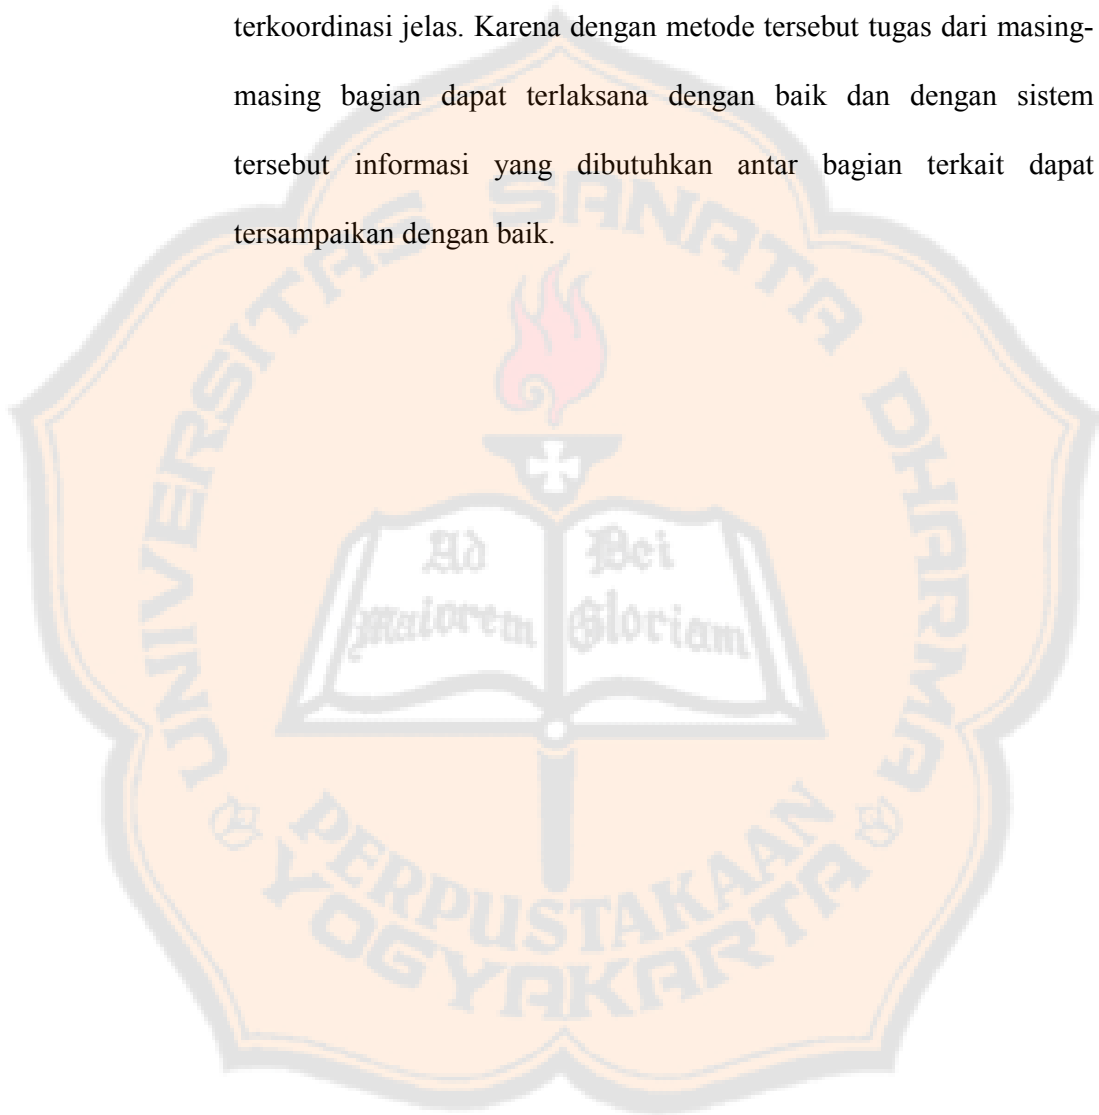 terkoordinasi jelas. Karena dengan metode tersebut tugas dari masing-
masing bagian dapat terlaksana dengan baik dan dengan sistem
tersebut informasi yang dibutuhkan antar bagian terkait dapat
tersampaikan dengan baik.
UNIVERSITAS SANATA DHARMA
Ad
Maiorem
Dei
Gloriam
PERPUSTAKAAN
YOGYAKARTA